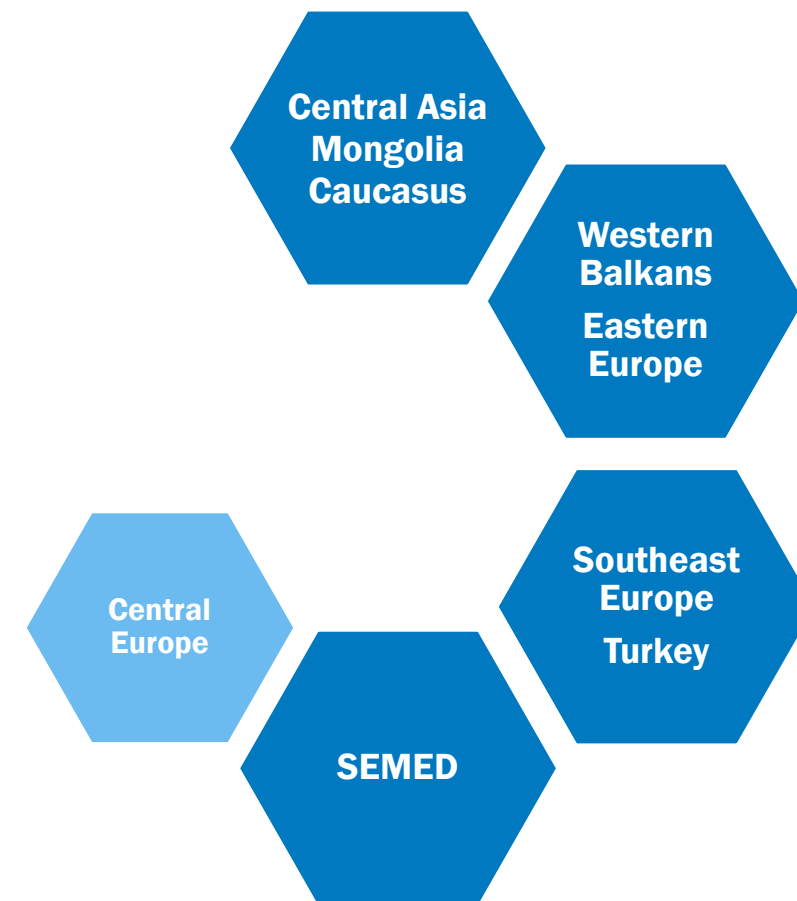 Central Asia
Mongolia
Caucasus
Western
Balkans
Eastern
Europe
Southeast
Europe
Turkey
Central
Europe
SEMED